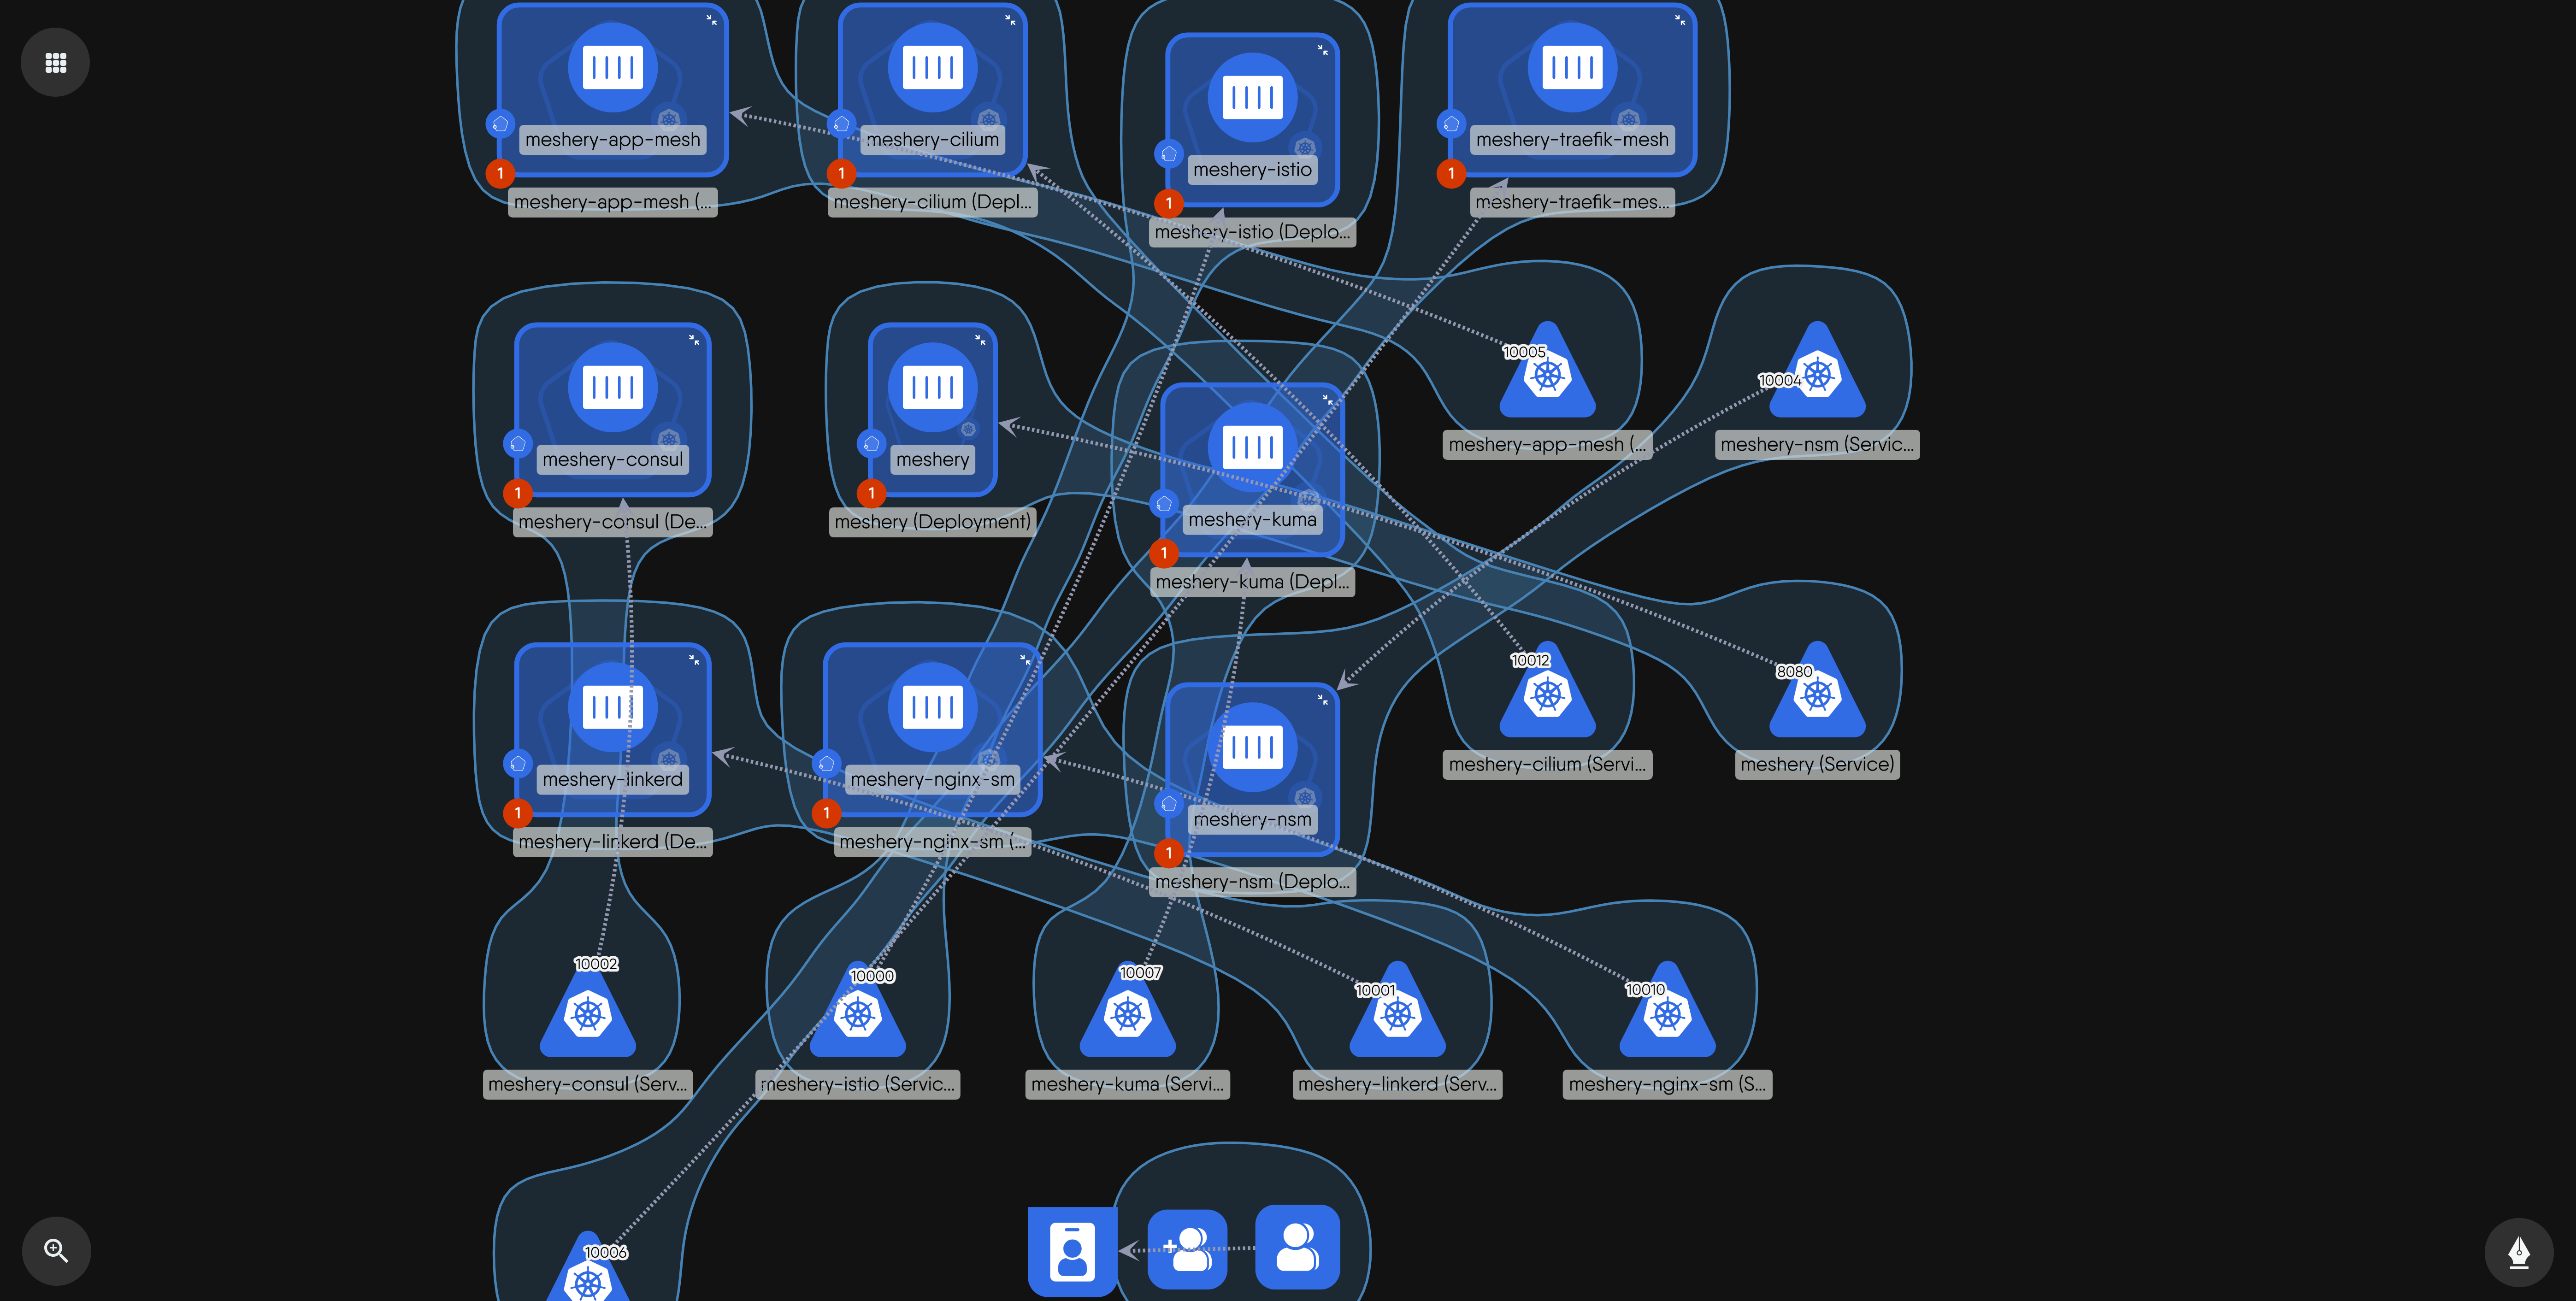 meshery-app-mesh
1
meshery-app-mesh (...
meshery-cilium
1
meshery-cilium (Depl...
meshery-istio
1
meshery-istio (Deplo...
meshery-traefik-mesh
1
meshery-traefik-mes...
meshery-consul
1
meshery-consul (De...
meshery
1
meshery (Deployment)
meshery-kuma
1
meshery-kuma (Depl...
10005
meshery-app-mesh (...
10004
meshery-nsm (Servic...
meshery-linkerd
1
meshery-linkerd (De...
meshery-nginx-sm
1
meshery-nginx-sm (...
meshery-nsm
1
meshery-nsm (Deplo...
10012
meshery-cilium (Servi...
8080
meshery (Service)
10002
meshery-consul (Serv...
10000
meshery-istio (Servic...
10007
meshery-kuma (Servi...
10001
meshery-linkerd (Serv...
10010
meshery-nginx-sm (S...
10006